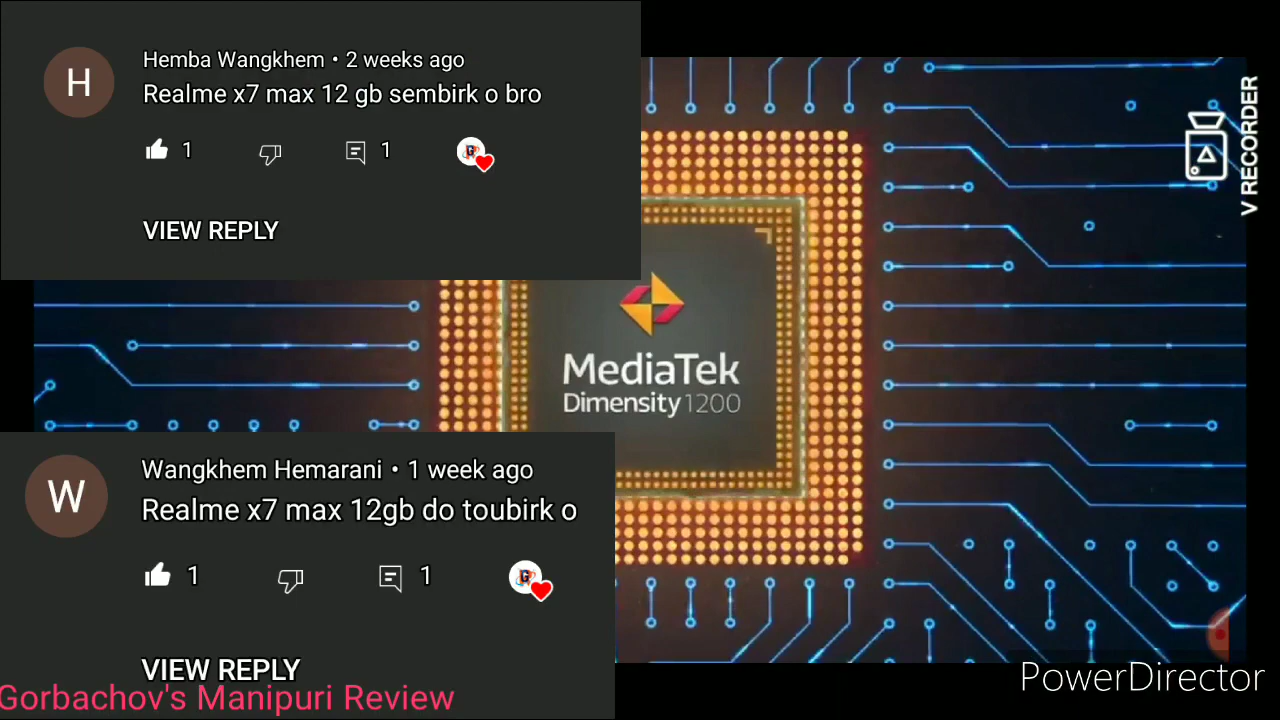 H
Hemba Wangkhem • 2 weeks ago
Realme x7 max 12 gb sembirk o bro
1
1
G
VIEW REPLY
V RECORDER
MediaTek
Dimensity 1200
W
Wangkhem Hemarani • 1 week ago
Realme x7 max 12gb do toubirk o
1
1
G
VIEW REPLY
Gorbachov's Manipuri Review
PowerDirector